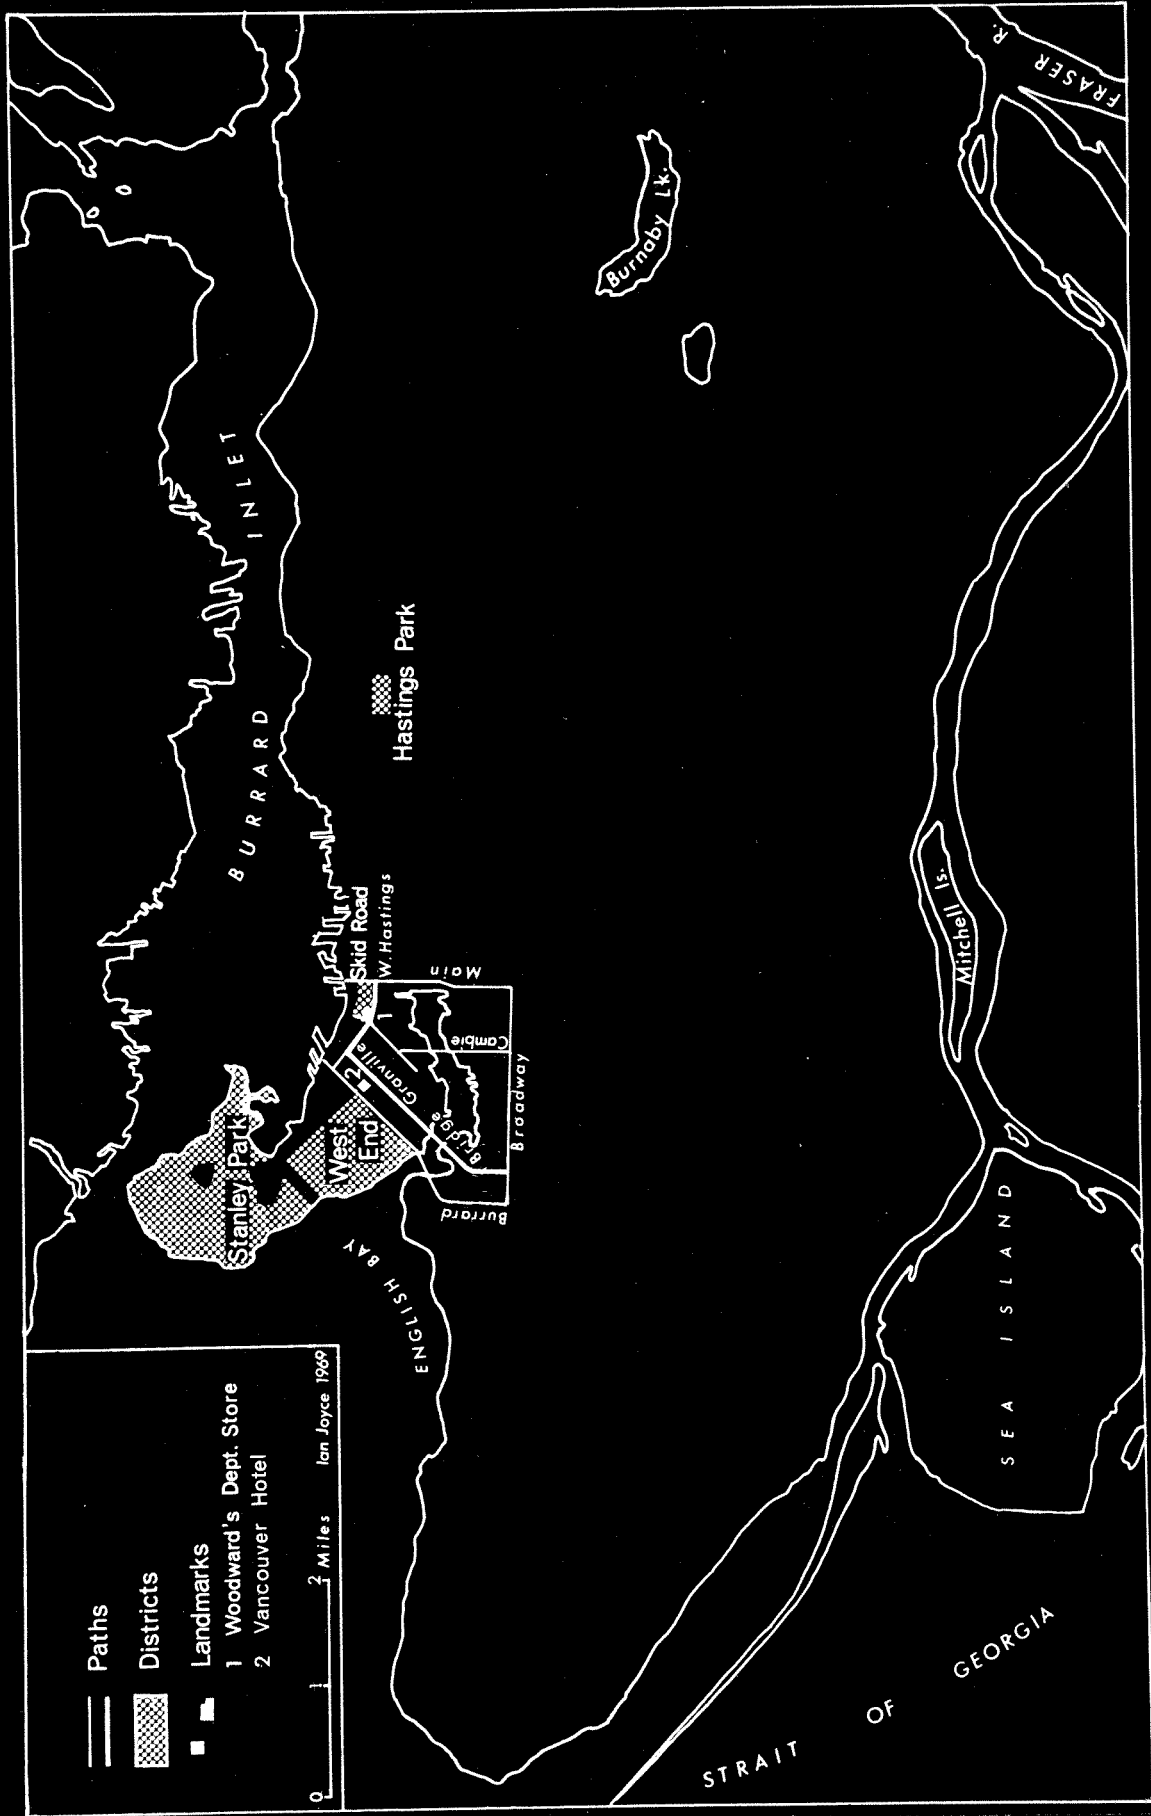 Paths
Districts
Landmarks
1 Woodward's Dept. Store
2 Vancouver Hotel
0 1 2 Miles Ian Joyce 1969
BURRARD INLET
Stanley Park
West
End
ENGLISH BAY
Skid Road
W. Hastings
Main
1
2
Granville
Bridge
Cambie
Broadway
Burrard
Hastings Park
Burnaby Lk.
FRASER R.
Mitchell Is.
SEA ISLAND
STRAIT OF GEORGIA